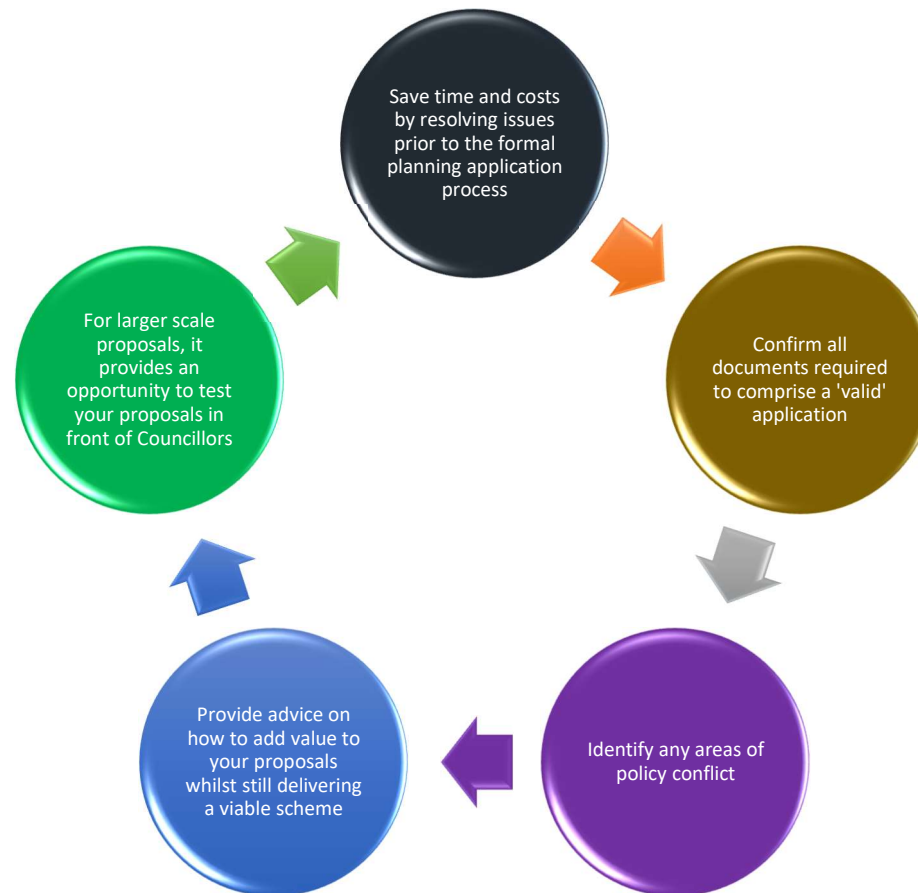 Save time and costs
by resolving issues
prior to the formal
planning application
process
Confirm all
documents required
to comprise a 'valid'
application
Identify any areas of
policy conflict
Provide advice on
how to add value to
your proposals
whilst still delivering
a viable scheme
For larger scale
proposals, it
provides an
opportunity to test
your proposals in
front of Councillors